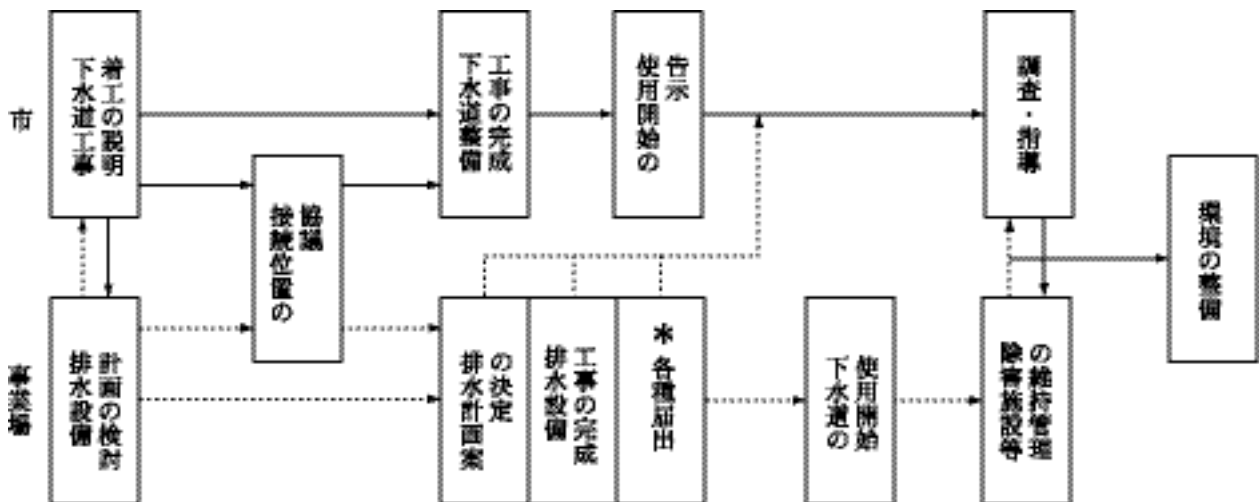 市
下水道工事
着工の説明
接続位置の
協議
下水道整備
工事の完成
使用開始の
告示
調査・指導
環境の整備
事業場
排水設備
計画の検討
排水計画案
の決定
排水設備
工事の完成
*各種届出
下水道の
使用開始
除害施設等
の維持管理